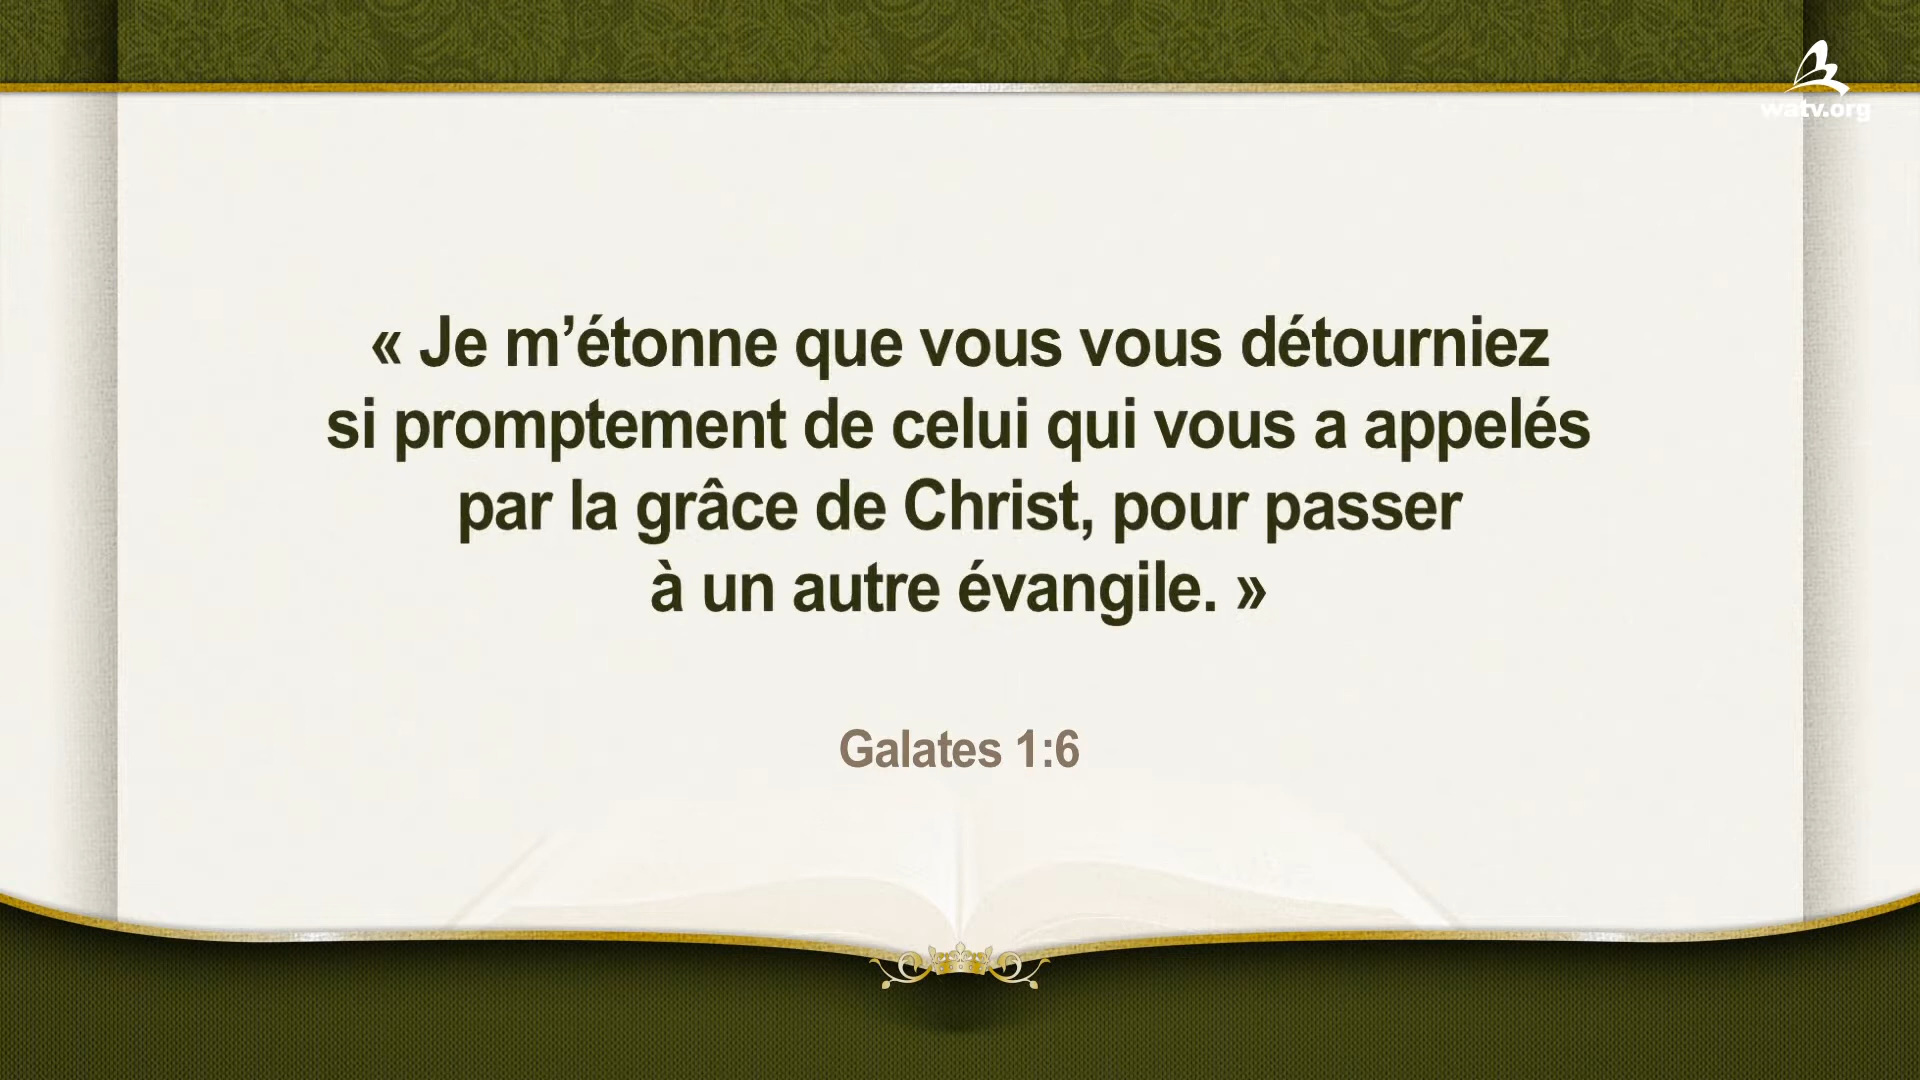 watv.org
« Je m’étonne que vous vous détourniez
si promptement de celui qui vous a appelés
par la grâce de Christ, pour passer
à un autre évangile. »
Galates 1:6